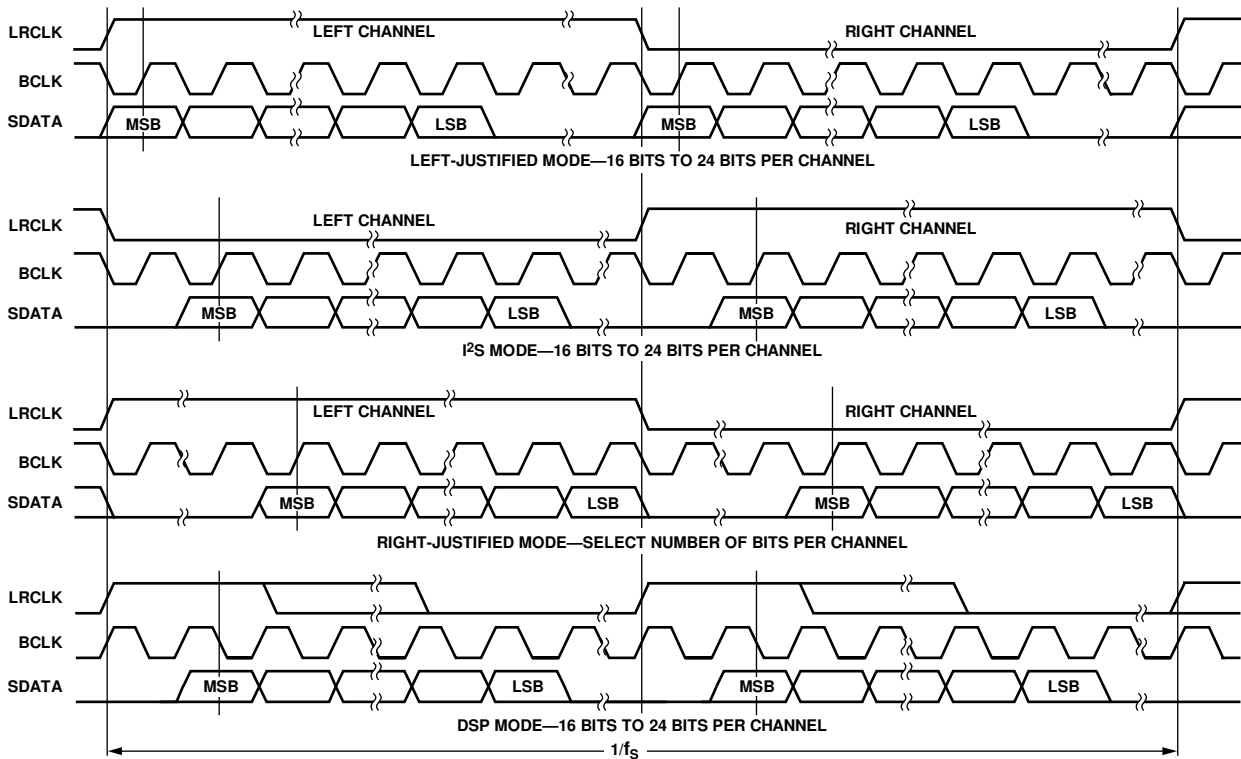 LRCLK LEFT CHANNEL RIGHT CHANNEL
BCLK
SDATA MSB LSB MSB LSB
LEFT-JUSTIFIED MODE—16 BITS TO 24 BITS PER CHANNEL
LRCLK LEFT CHANNEL RIGHT CHANNEL
BCLK
SDATA MSB LSB MSB LSB
I²S MODE—16 BITS TO 24 BITS PER CHANNEL
LRCLK LEFT CHANNEL RIGHT CHANNEL
BCLK
SDATA MSB LSB MSB LSB
RIGHT-JUSTIFIED MODE—SELECT NUMBER OF BITS PER CHANNEL
LRCLK
BCLK
SDATA MSB LSB MSB LSB
DSP MODE—16 BITS TO 24 BITS PER CHANNEL
1/fS